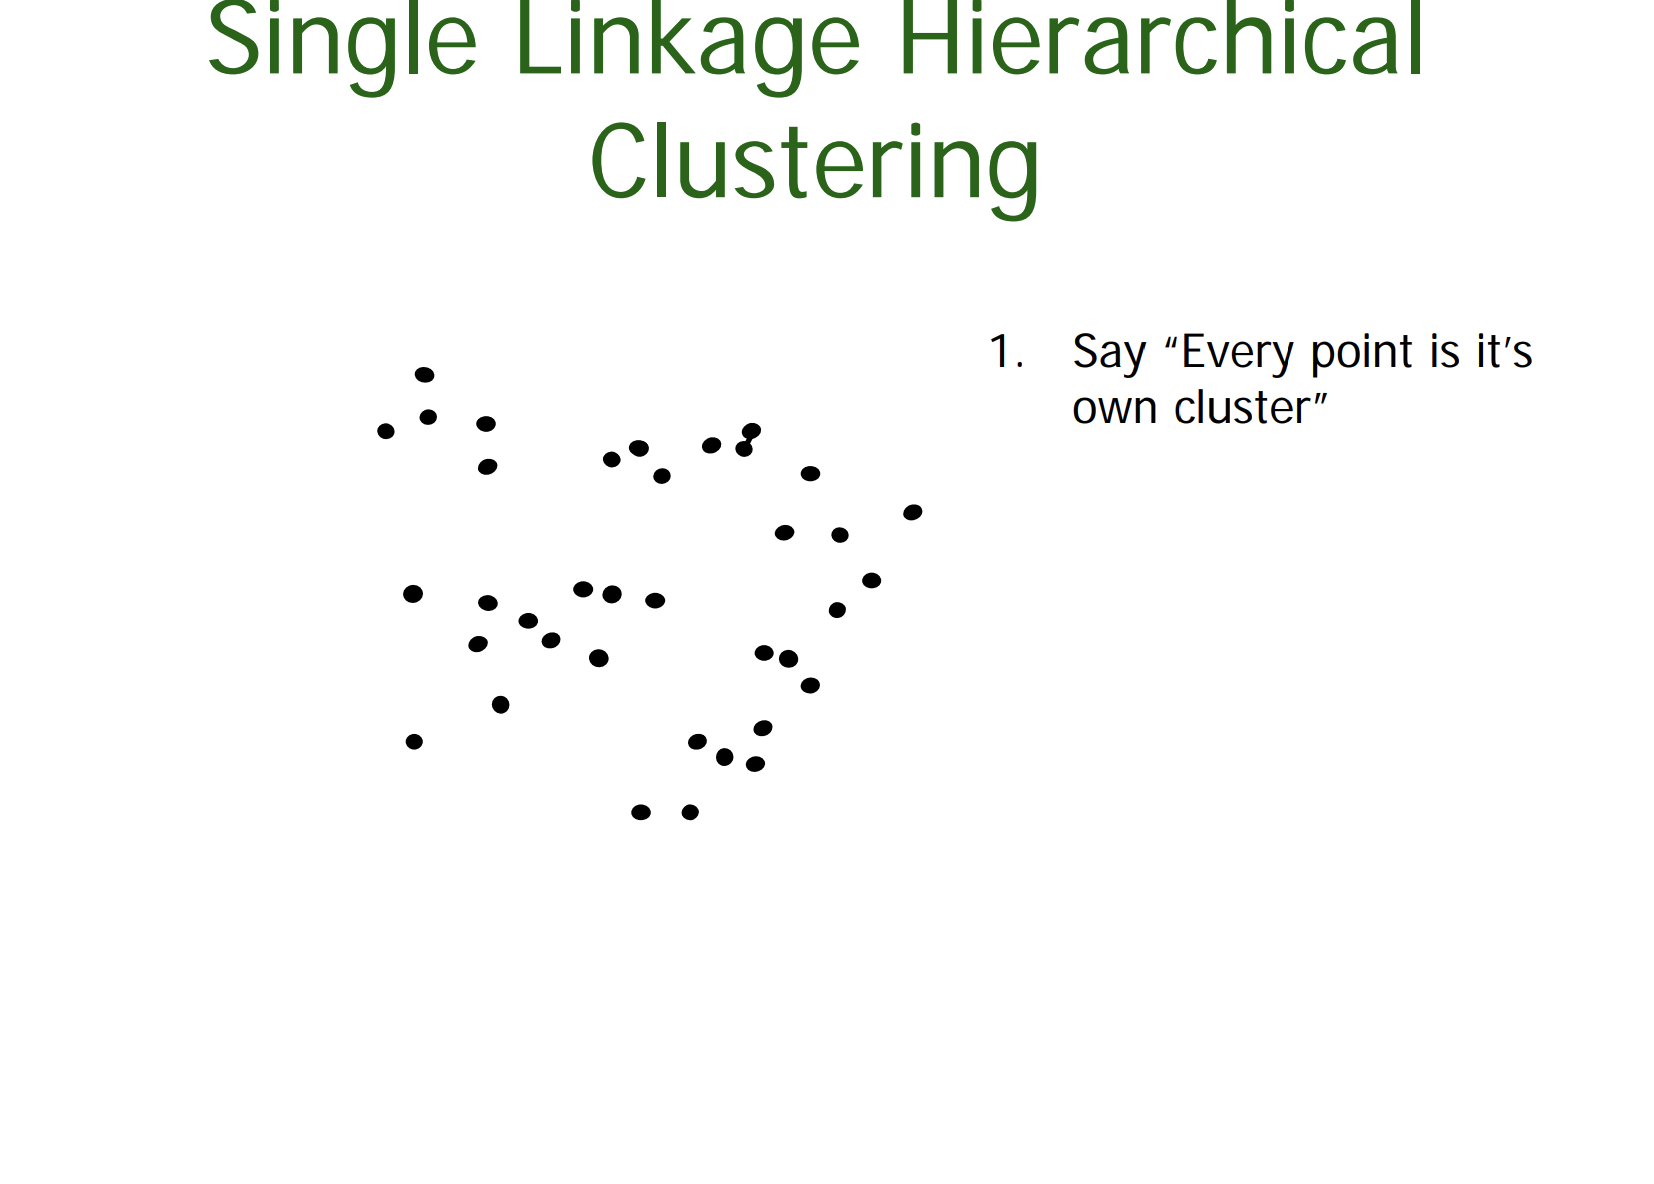 Single Linkage Hierarchical
Clustering
1. Say “Every point is it’s
own cluster”